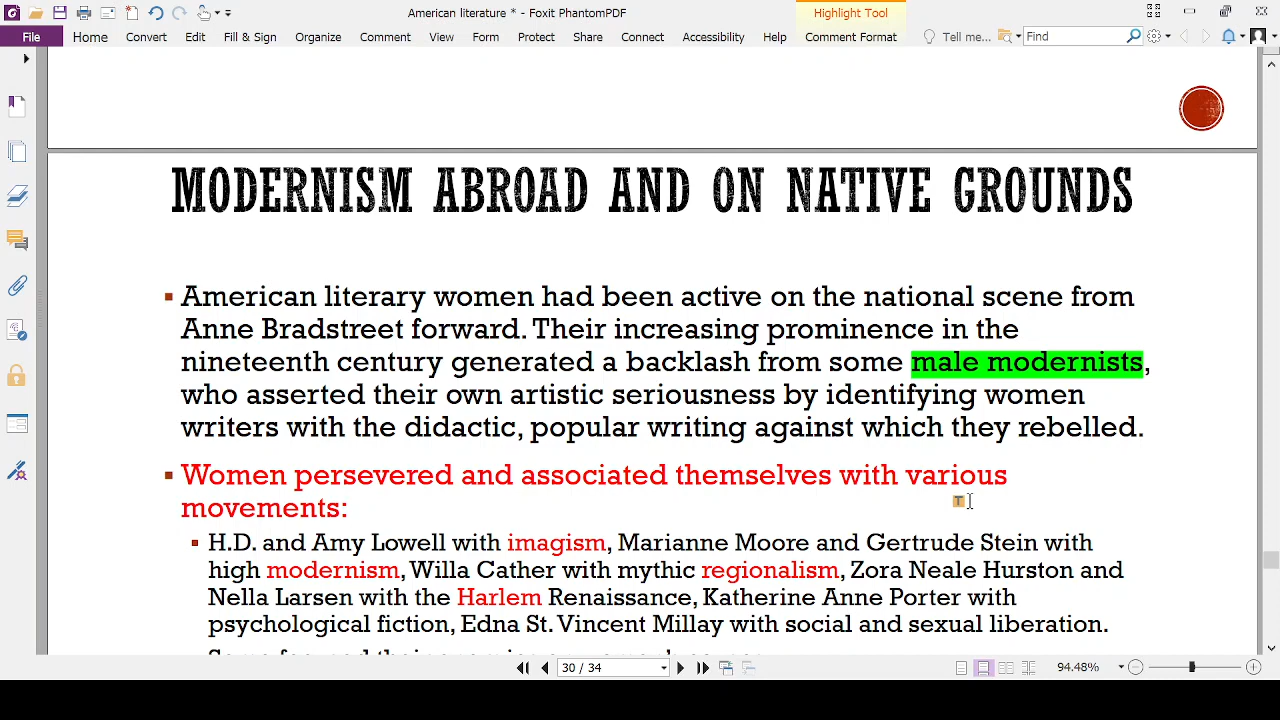 American literature * - Foxit PhantomPDF
Highlight Tool
File Home Convert Edit Fill & Sign Organize Comment View Form Protect Share Connect Accessibility Help Comment Format Tell me... Find
MODERNISM ABROAD AND ON NATIVE GROUNDS
American literary women had been active on the national scene from
Anne Bradstreet forward. Their increasing prominence in the
nineteenth century generated a backlash from some male modernists,
who asserted their own artistic seriousness by identifying women
writers with the didactic, popular writing against which they rebelled.
Women persevered and associated themselves with various
movements:
H.D. and Amy Lowell with imagism, Marianne Moore and Gertrude Stein with
high modernism, Willa Cather with mythic regionalism, Zora Neale Hurston and
Nella Larsen with the Harlem Renaissance, Katherine Anne Porter with
psychological fiction, Edna St. Vincent Millay with social and sexual liberation.
30 / 34
94.48%